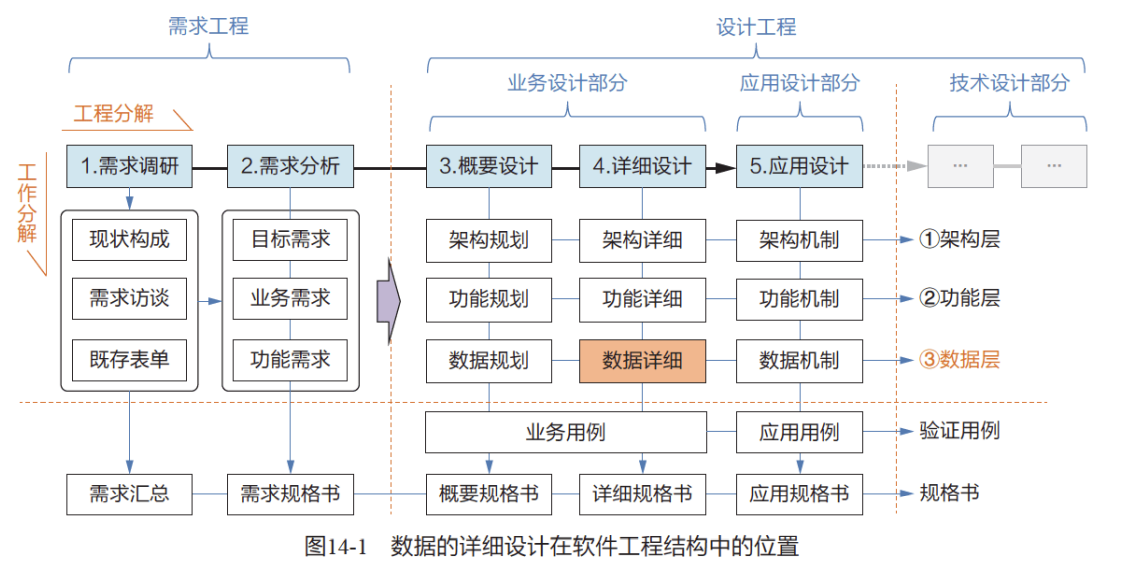 需求工程
设计工程
业务设计部分
应用设计部分
技术设计部分
工程分解
工作分解
1.需求调研
2.需求分析
3.概要设计
4.详细设计
5.应用设计
...
...
现状构成
目标需求
架构规划
架构详细
架构机制
①架构层
需求访谈
业务需求
功能规划
功能详细
功能机制
②功能层
既存表单
功能需求
数据规划
数据详细
数据机制
③数据层
业务用例
应用用例
验证用例
需求汇总
需求规格书
概要规格书
详细规格书
应用规格书
规格书
图14-1 数据的详细设计在软件工程结构中的位置